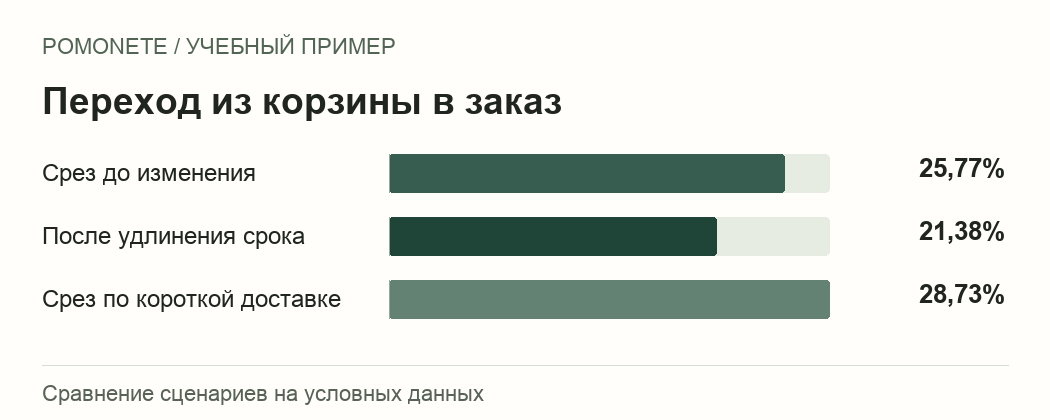 POMONETE / УЧЕБНЫЙ ПРИМЕР
Переход из корзины в заказ
Срез до изменения 25,77%
После удлинения срока 21,38%
Срез по короткой доставке 28,73%
Сравнение сценариев на условных данных